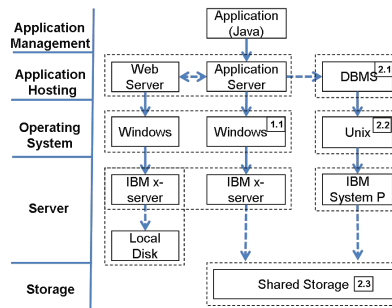 Application
Management
Application
(Java)
Application
Hosting
Web
Server
Application
Server
DBMS
2.1
Operating
System
Windows
Windows
1.1
Unix
2.2
Server
IBM x-
server
IBM x-
server
IBM
System P
Local
Disk
Storage
Shared Storage
2.3